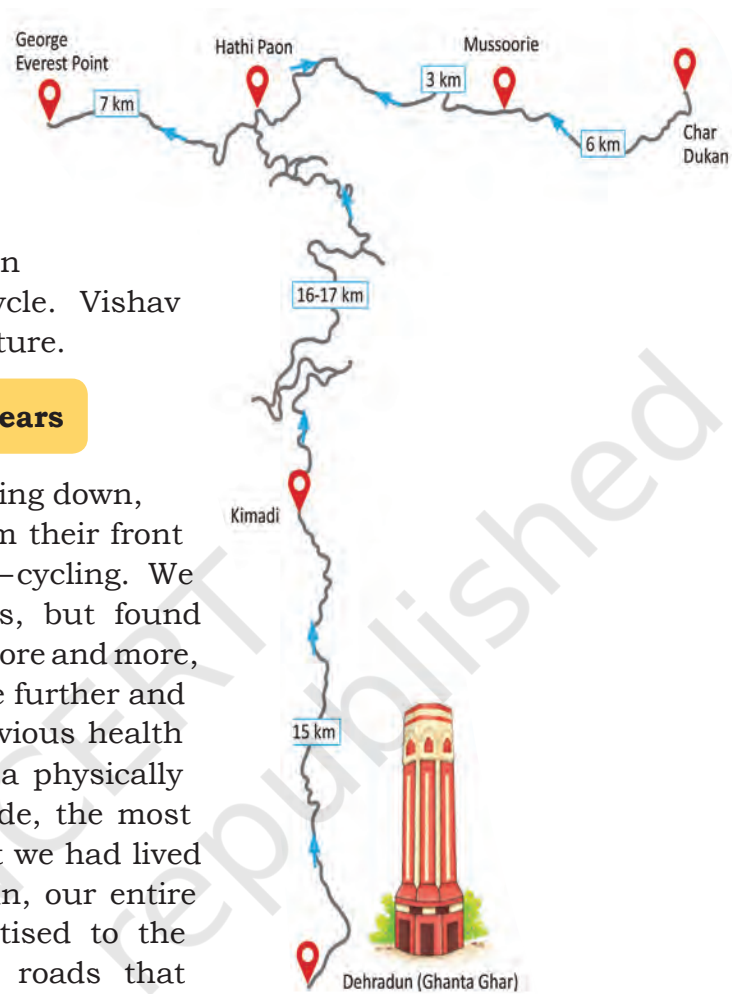 George
Everest Point
Hathi Paon
Mussoorie
7 km
3 km
6 km
Char
Dukan
n
ycle. Vishav
ture.
16-17 km
ears
ing down,
Kimadi
m their front
–cycling. We
s, but found
ore and more,
e further and
vious health
15 km
a physically
de, the most
t we had lived
n, our entire
tised to the
roads that
Dehradun (Ghanta Ghar)
NCERT
republished